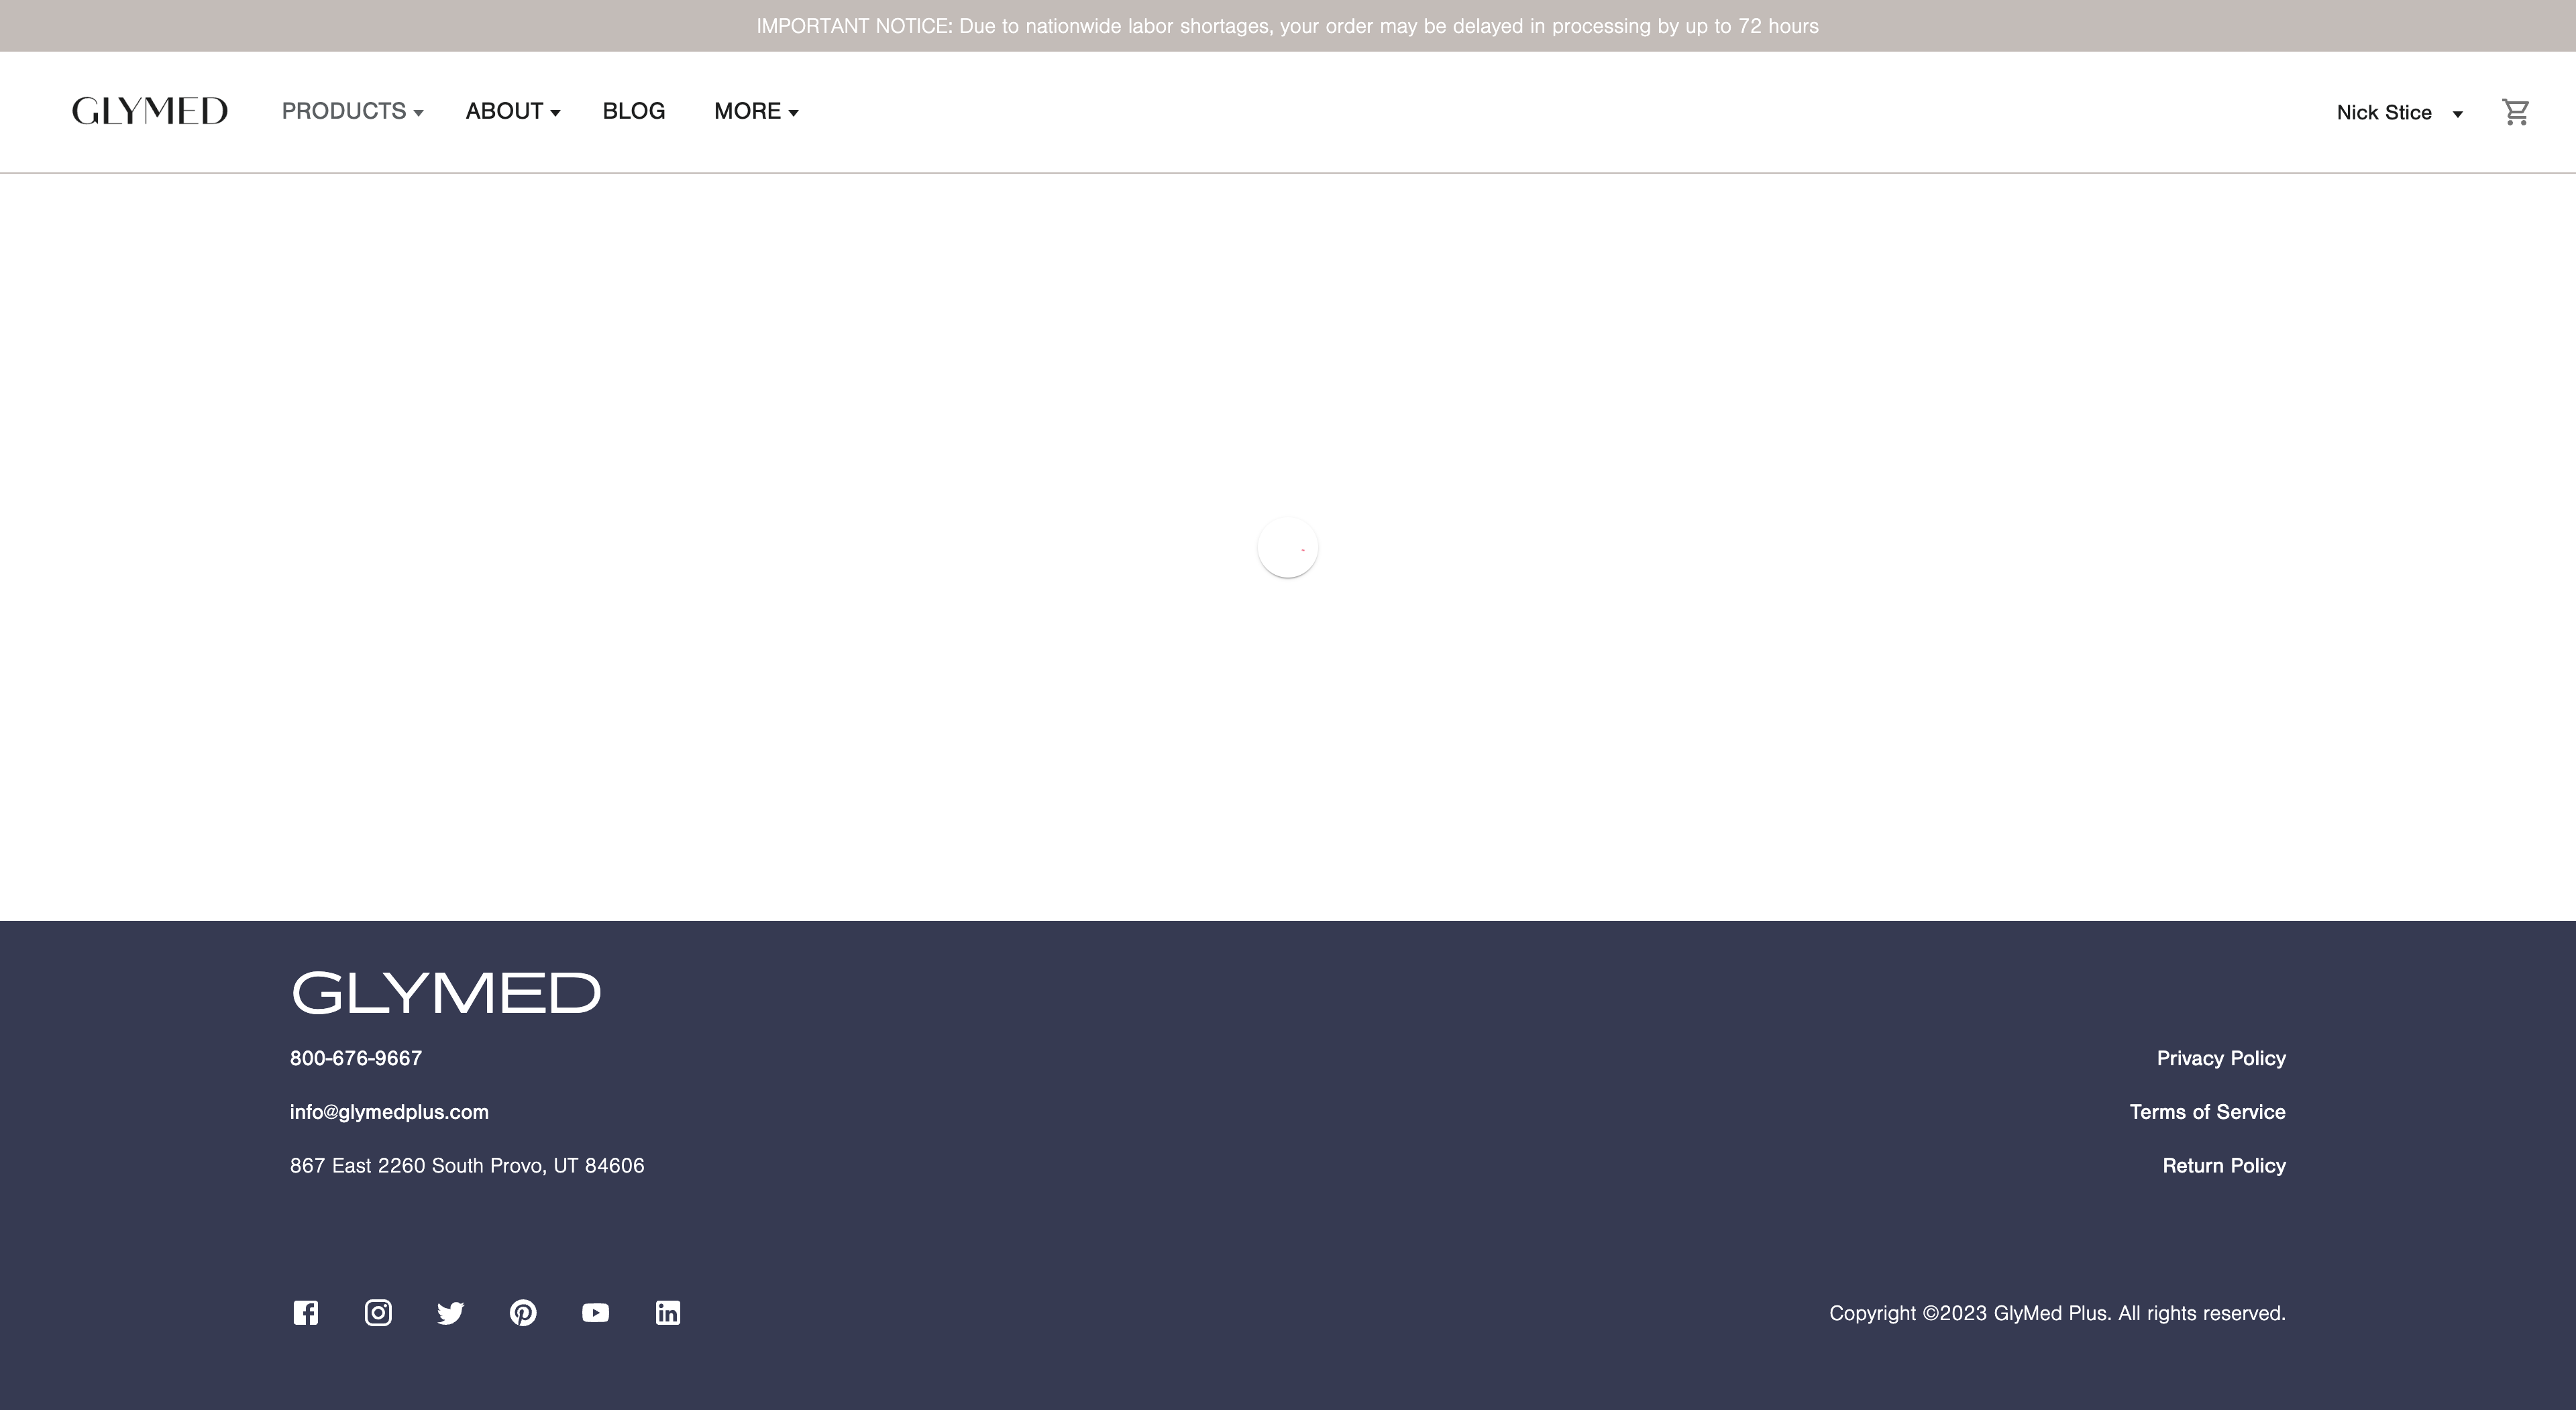 IMPORTANT NOTICE: Due to nationwide labor shortages, your order may be delayed in processing by up to 72 hours
GLYMED
PRODUCTS
ABOUT
BLOG
MORE
Nick Stice
GLYMED
800-676-9667
Privacy Policy
info@glymedplus.com
Terms of Service
867 East 2260 South Provo, UT 84606
Return Policy
Copyright ©2023 GlyMed Plus. All rights reserved.